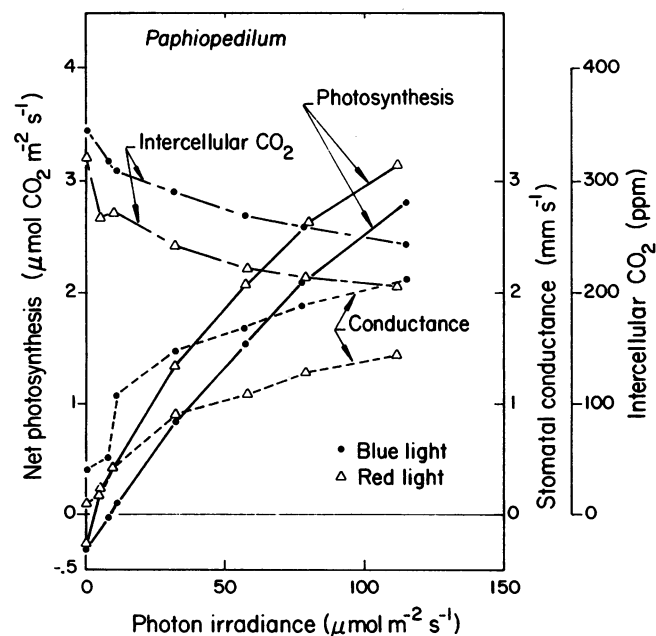 Paphiopedilum
Photosynthesis
Intercellular CO₂
Conductance
● Blue light
△ Red light
Net photosynthesis (μmol CO₂ m⁻² s⁻¹)
4
3
2
1
0
-.5
0
50
100
150
Photon irradiance (μmol m⁻² s⁻¹)
3
2
1
0
Stomatal conductance (mm s⁻¹)
400
300
200
100
0
Intercellular CO₂ (ppm)